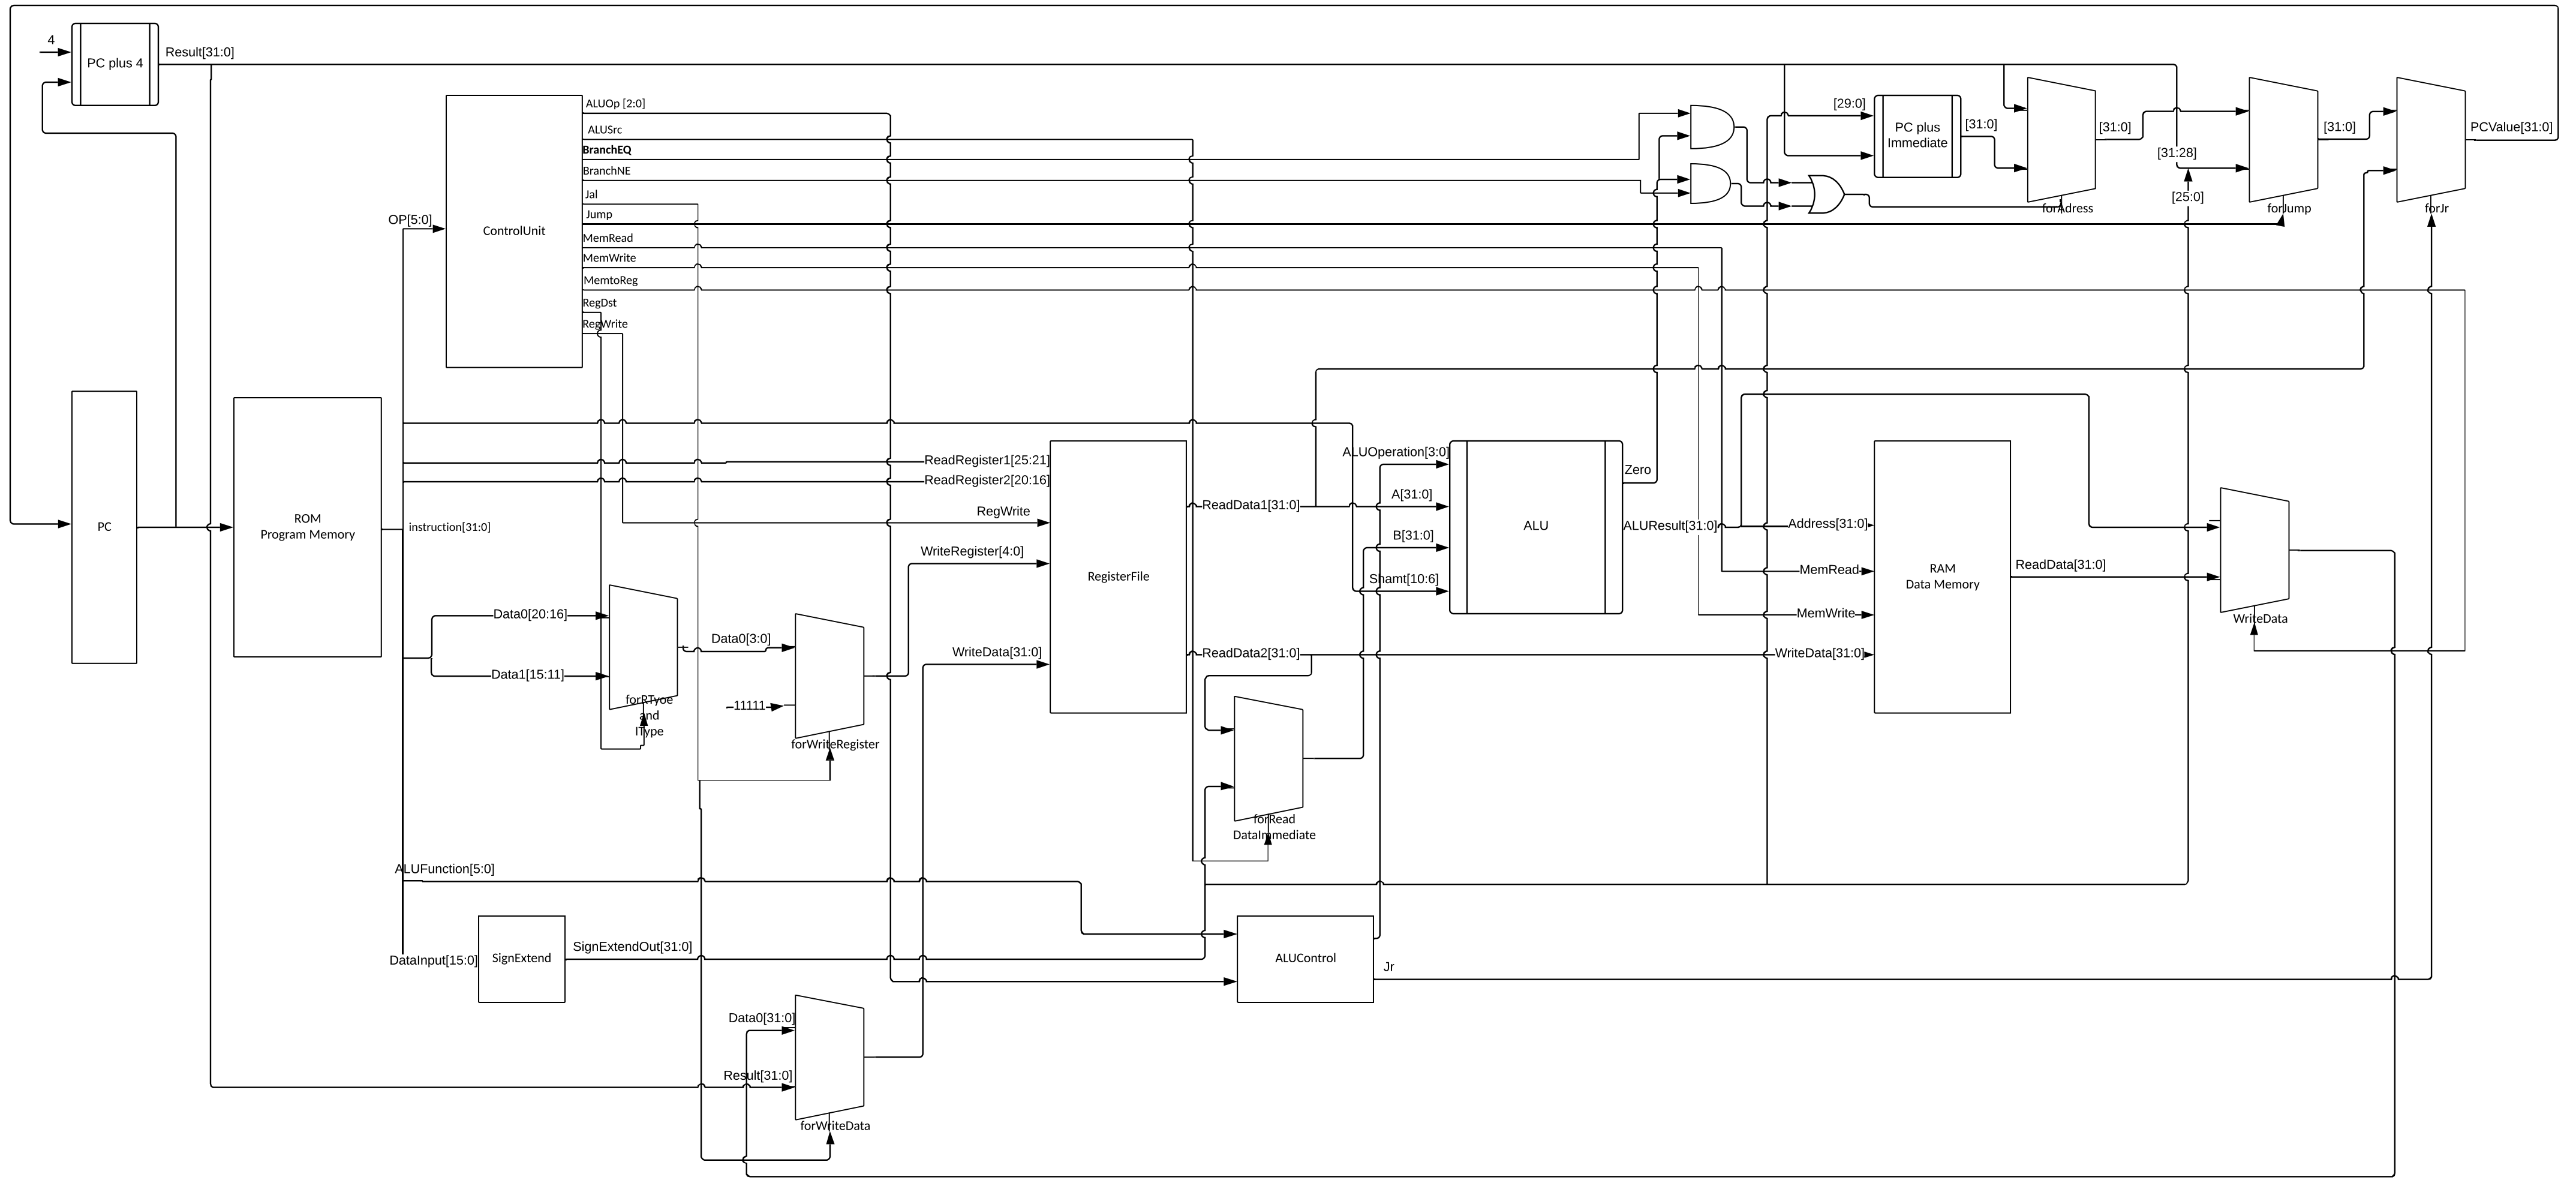 4
PC plus 4
Result[31:0]
ALUOp [2:0]
ALUSrc
BranchEQ
BranchNE
Jal
Jump
MemRead
MemWrite
MemtoReg
RegDst
RegWrite
OP[5:0]
ControlUnit
[29:0]
PC plus
Immediate
[31:0]
[31:0]
forAdress
[31:28]
[25:0]
forJump
[31:0]
forJr
PCValue[31:0]
PC
ROM
Program Memory
instruction[31:0]
ReadRegister1[25:21]
ReadRegister2[20:16]
RegWrite
WriteRegister[4:0]
WriteData[31:0]
RegisterFile
ReadData1[31:0]
ReadData2[31:0]
ALUOperation[3:0]
A[31:0]
B[31:0]
Shamt[10:6]
ALU
Zero
ALUResult[31:0]
Address[31:0]
MemRead
MemWrite
WriteData[31:0]
RAM
Data Memory
ReadData[31:0]
WriteData
Data0[20:16]
Data1[15:11]
forRTyoe
and
IType
Data0[3:0]
11111
forWriteRegister
forRead
DataImmediate
ALUFunction[5:0]
DataInput[15:0]
SignExtend
SignExtendOut[31:0]
ALUControl
Jr
Data0[31:0]
Result[31:0]
forWriteData